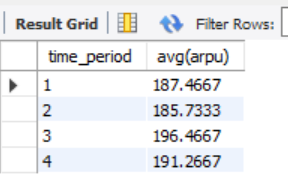 Result Grid Filter Rows:
time_period avg(arpu)
1 187.4667
2 185.7333
3 196.4667
4 191.2667